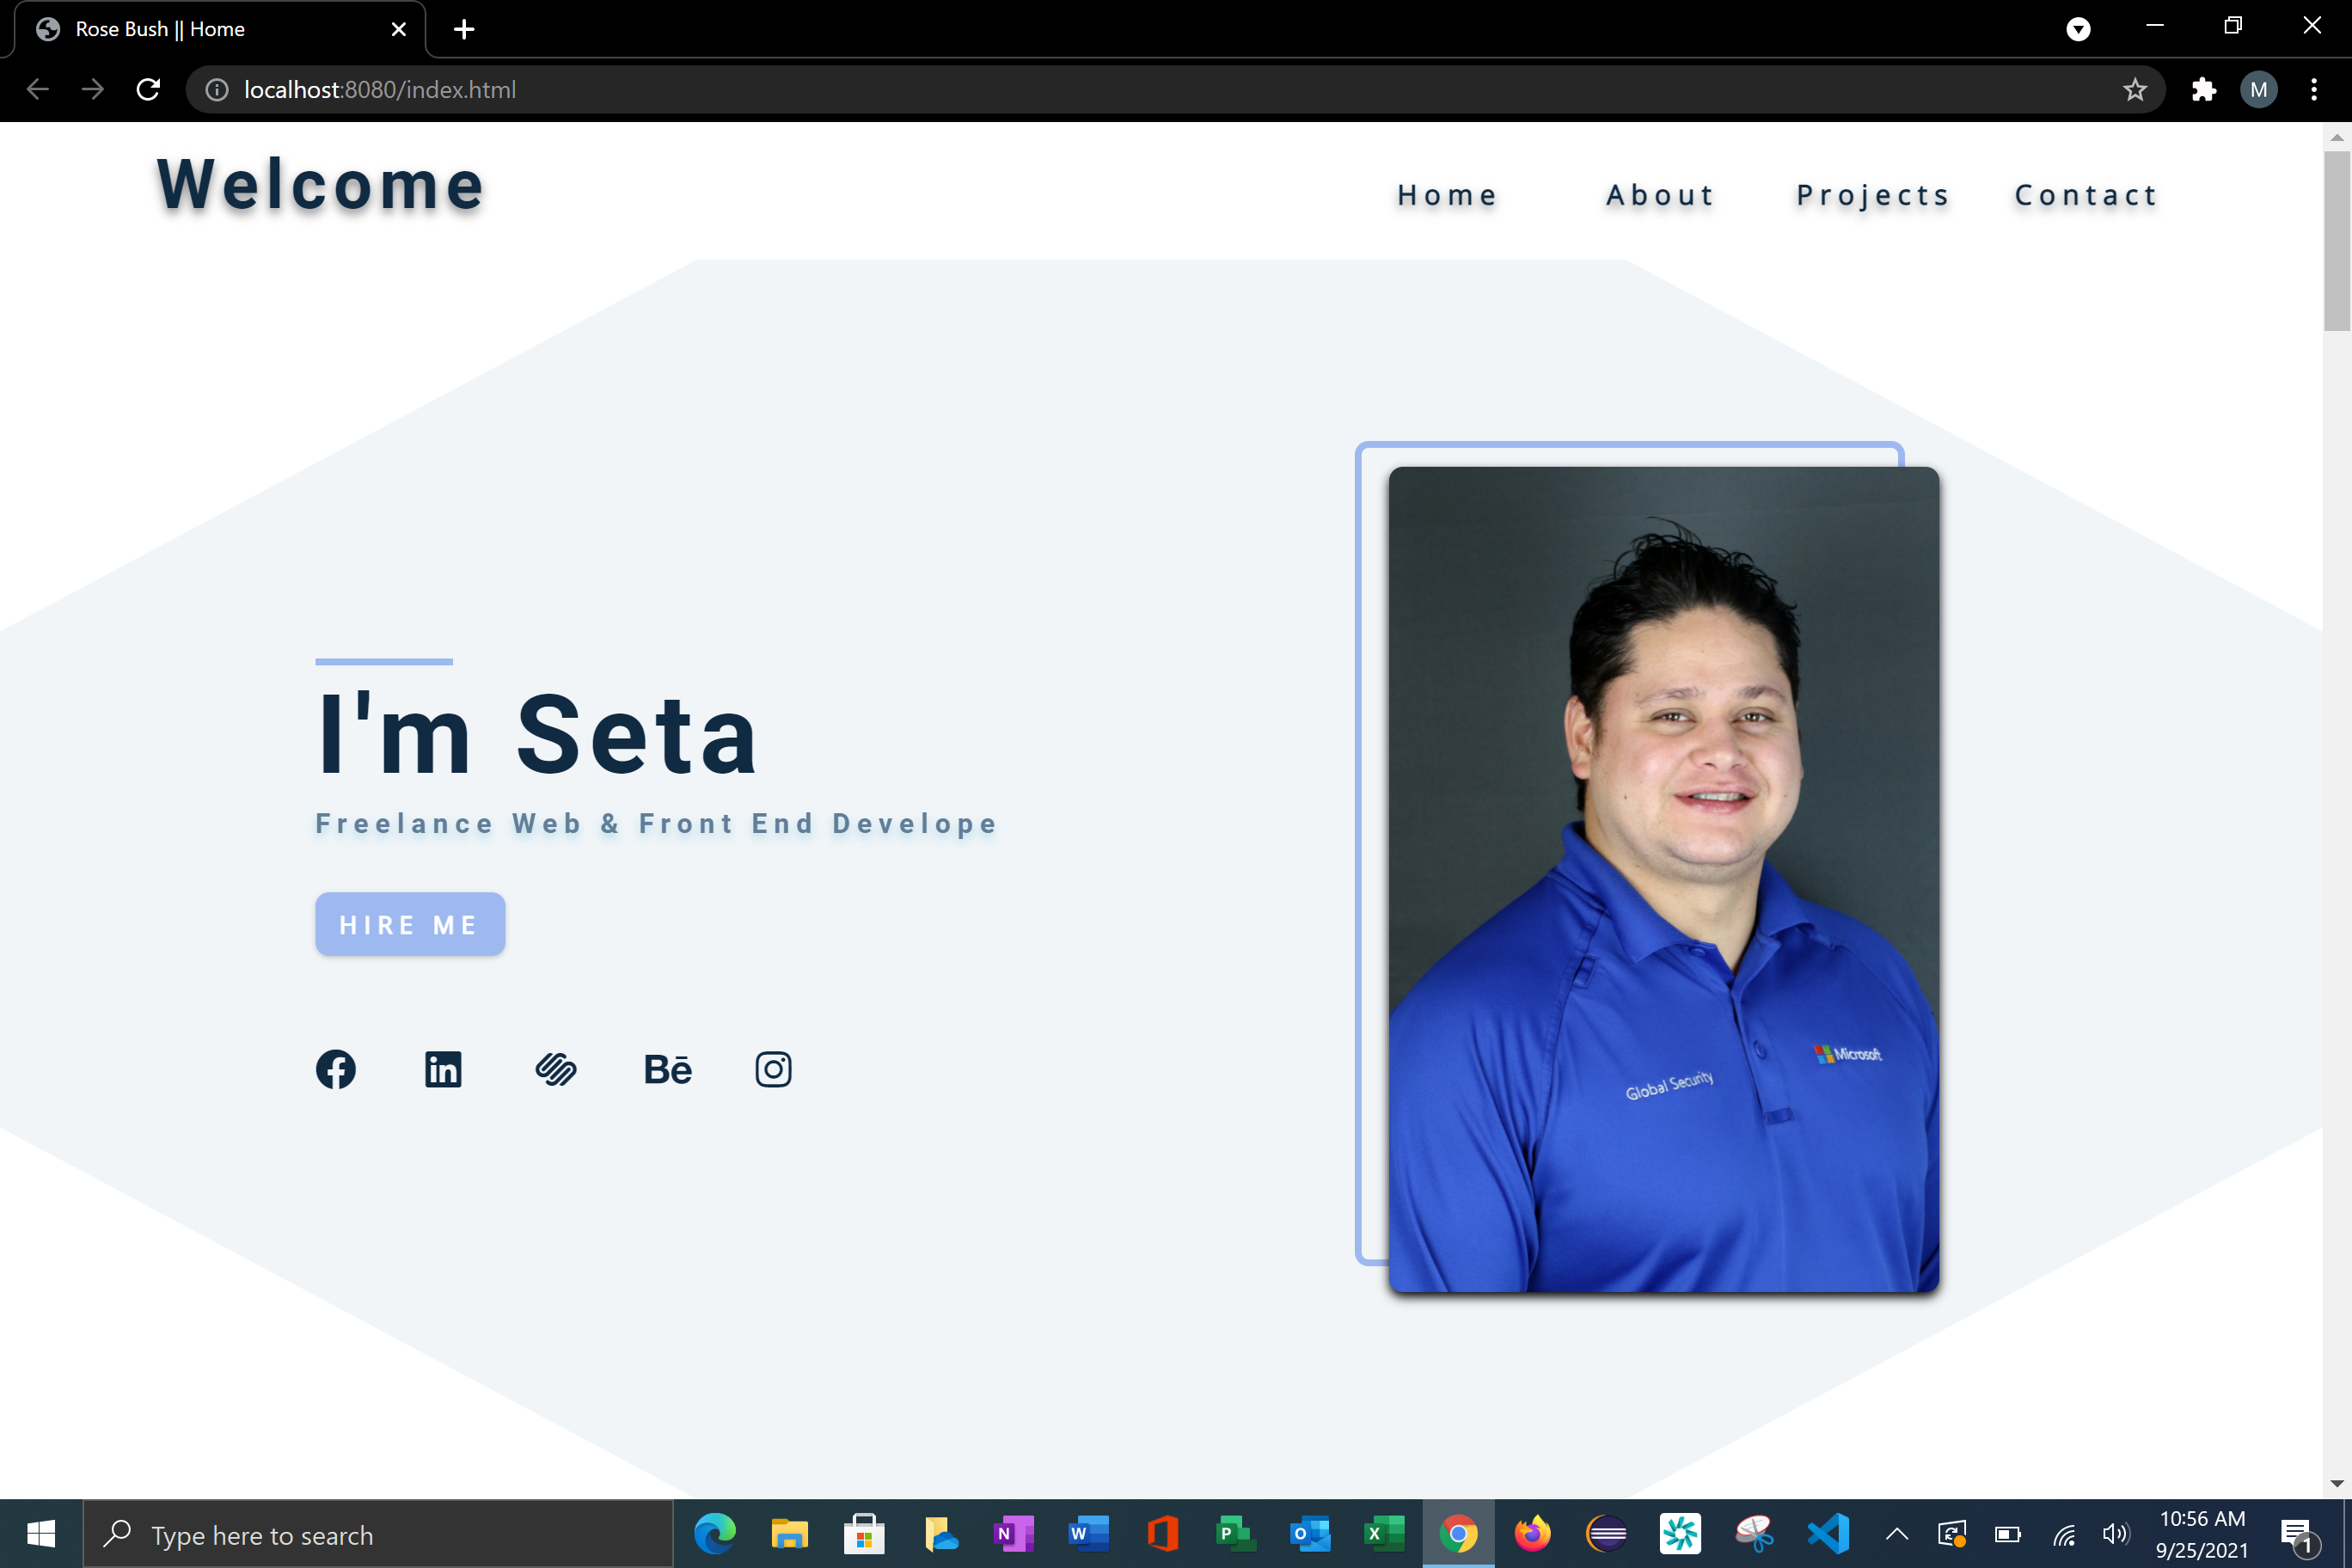 Rose Bush || Home
localhost:8080/index.html
M
Welcome
Home About Projects Contact
I'm Seta
Freelance Web & Front End Develope
HIRE ME
in Bē
Global Security
Microsoft
Type here to search
N W P O X
10:56 AM
9/25/2021
1